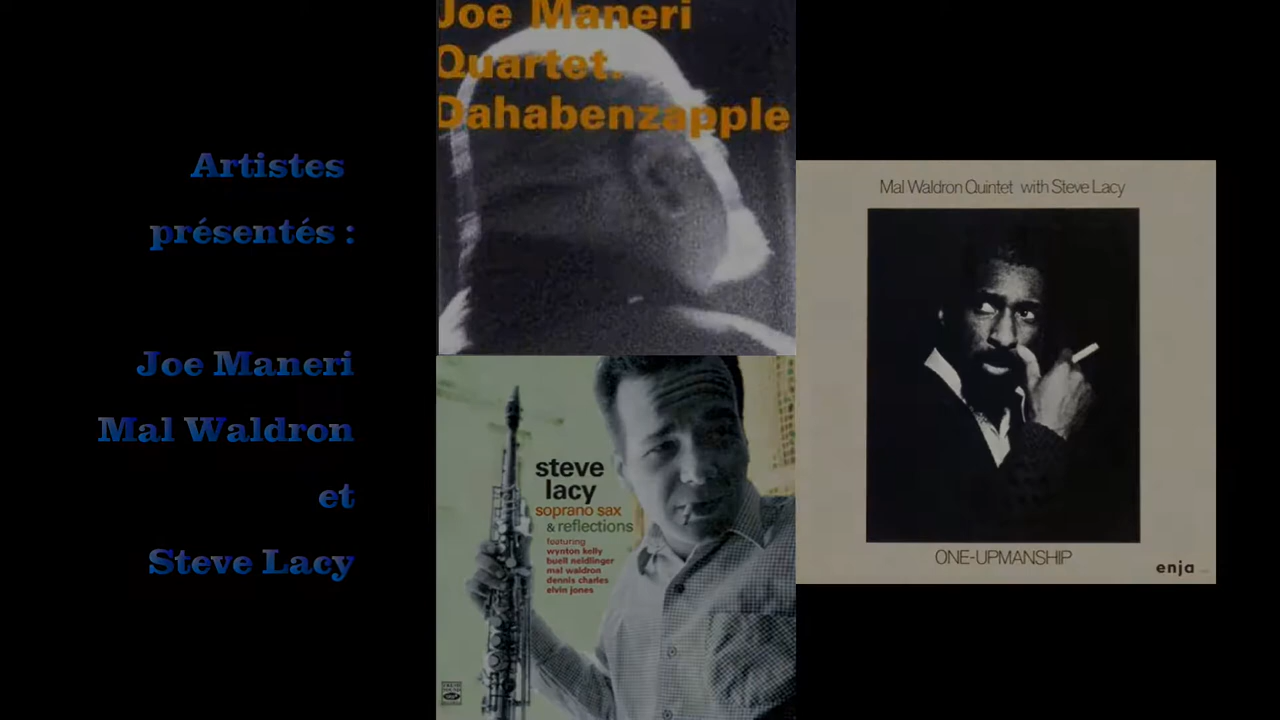 Artistes
présentés :
Joe Maneri
Mal Waldron
et
Steve Lacy
Joe Maneri
Quartet.
Dahabenzapple
steve
lacy
soprano sax
& reflections
featuring
wynton kelly
buell neidlinger
mal waldron
dennis charles
elvin jones
Mal Waldron Quintet with Steve Lacy
ONE-UPMANSHIP
enja